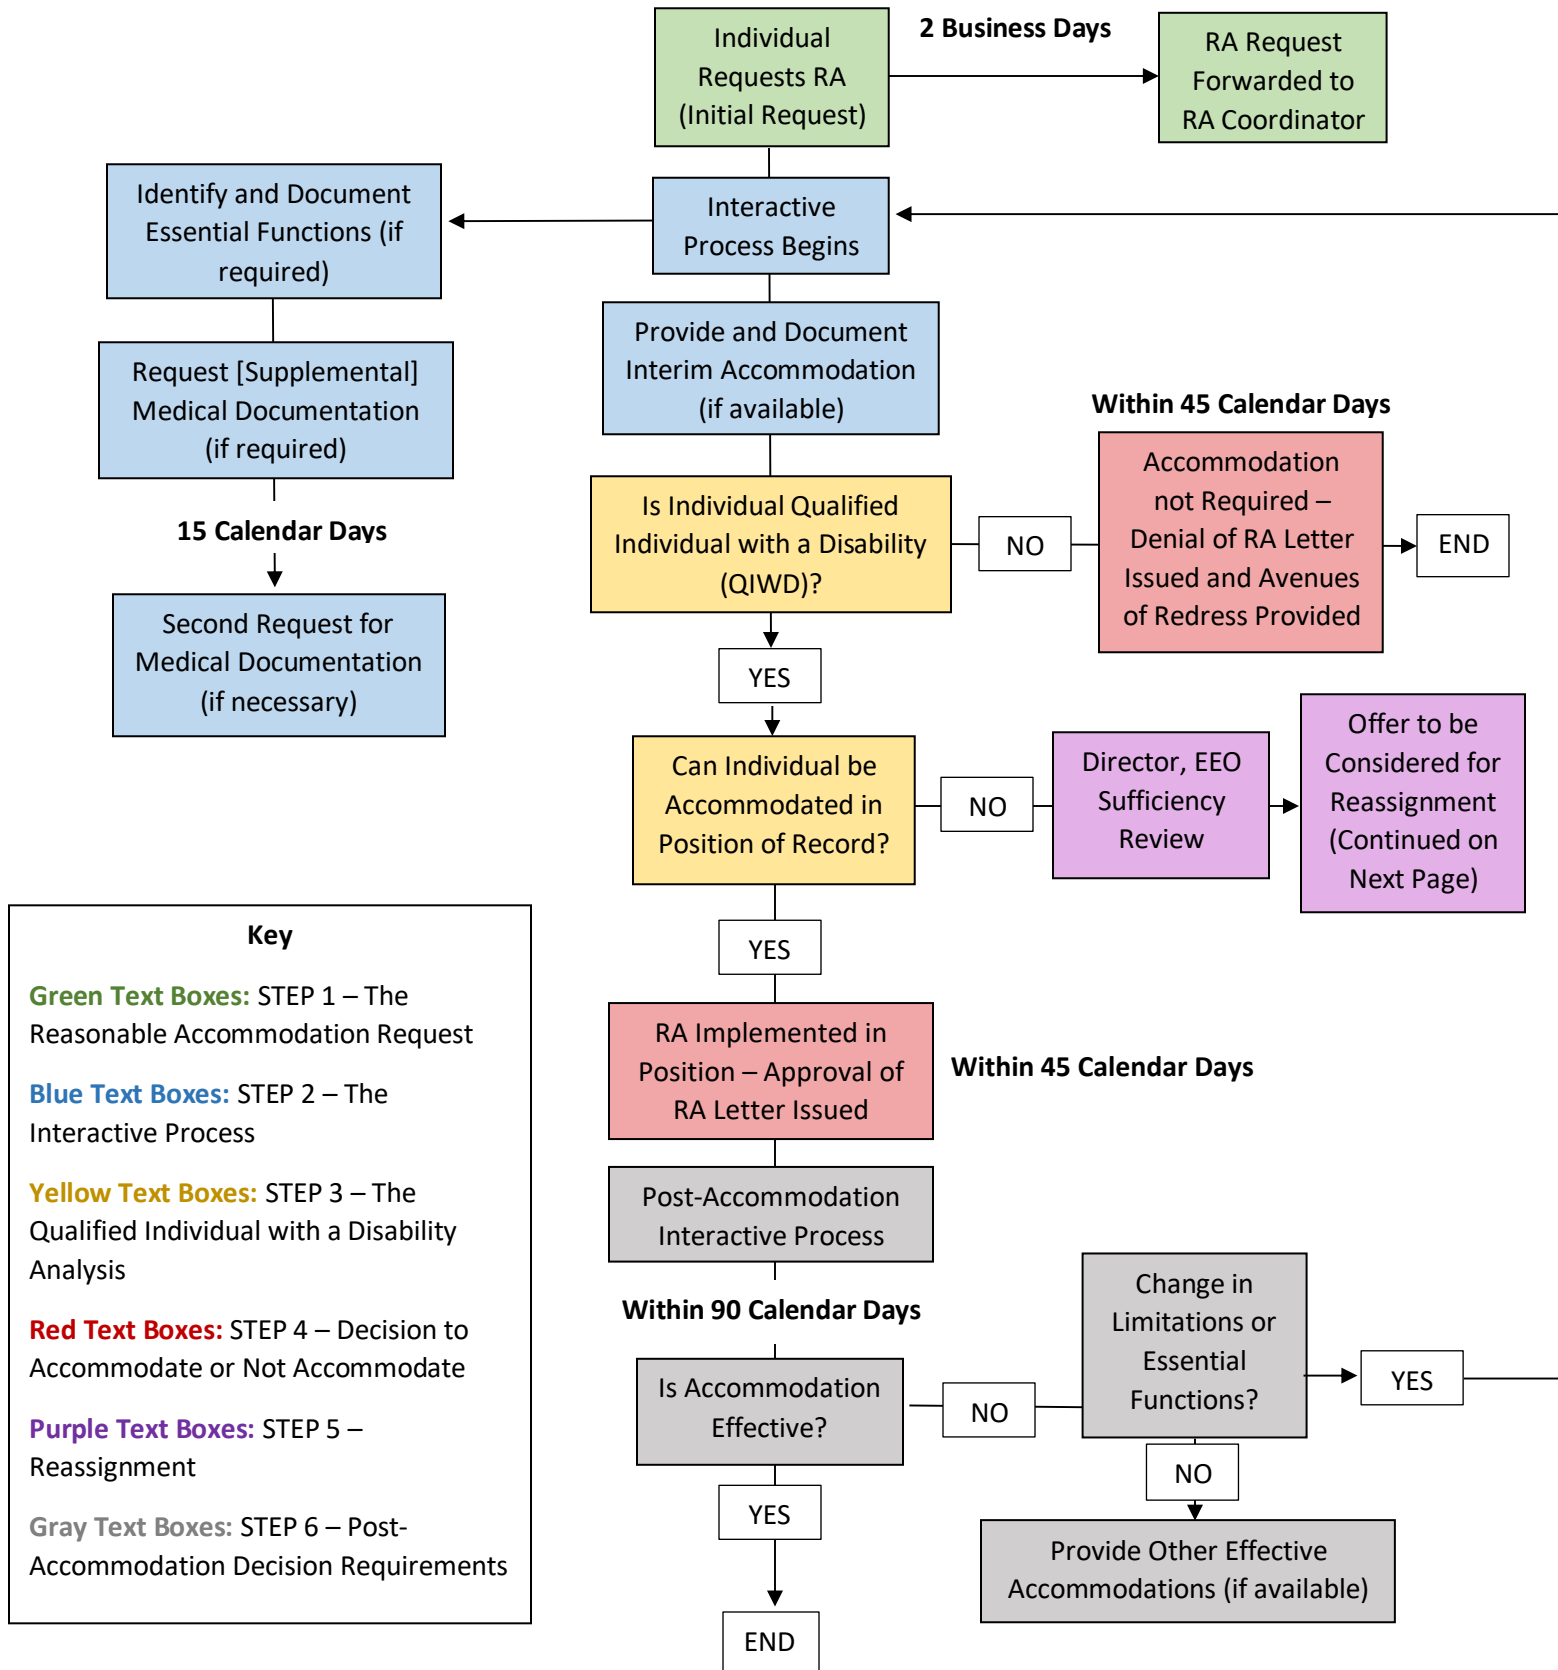 Individual
Requests RA
(Initial Request)
2 Business Days
RA Request
Forwarded to
RA Coordinator
Identify and Document
Essential Functions (if
required)
Interactive
Process Begins
Request [Supplemental]
Medical Documentation
(if required)
Provide and Document
Interim Accommodation
(if available)
15 Calendar Days
Second Request for
Medical Documentation
(if necessary)
Is Individual Qualified
Individual with a Disability
(QIWD)?
NO
Within 45 Calendar Days
Accommodation
not Required –
Denial of RA Letter
Issued and Avenues
of Redress Provided
END
YES
Can Individual be
Accommodated in
Position of Record?
NO
Director, EEO
Sufficiency
Review
Offer to be
Considered for
Reassignment
(Continued on
Next Page)
YES
RA Implemented in
Position – Approval of
RA Letter Issued
Within 45 Calendar Days
Post-Accommodation
Interactive Process
Within 90 Calendar Days
Is Accommodation
Effective?
NO
Change in
Limitations or
Essential
Functions?
YES
NO
Provide Other Effective
Accommodations (if available)
YES
END
Key
Green Text Boxes: STEP 1 – The
Reasonable Accommodation Request
Blue Text Boxes: STEP 2 – The
Interactive Process
Yellow Text Boxes: STEP 3 – The
Qualified Individual with a Disability
Analysis
Red Text Boxes: STEP 4 – Decision to
Accommodate or Not Accommodate
Purple Text Boxes: STEP 5 –
Reassignment
Gray Text Boxes: STEP 6 – Post-
Accommodation Decision Requirements